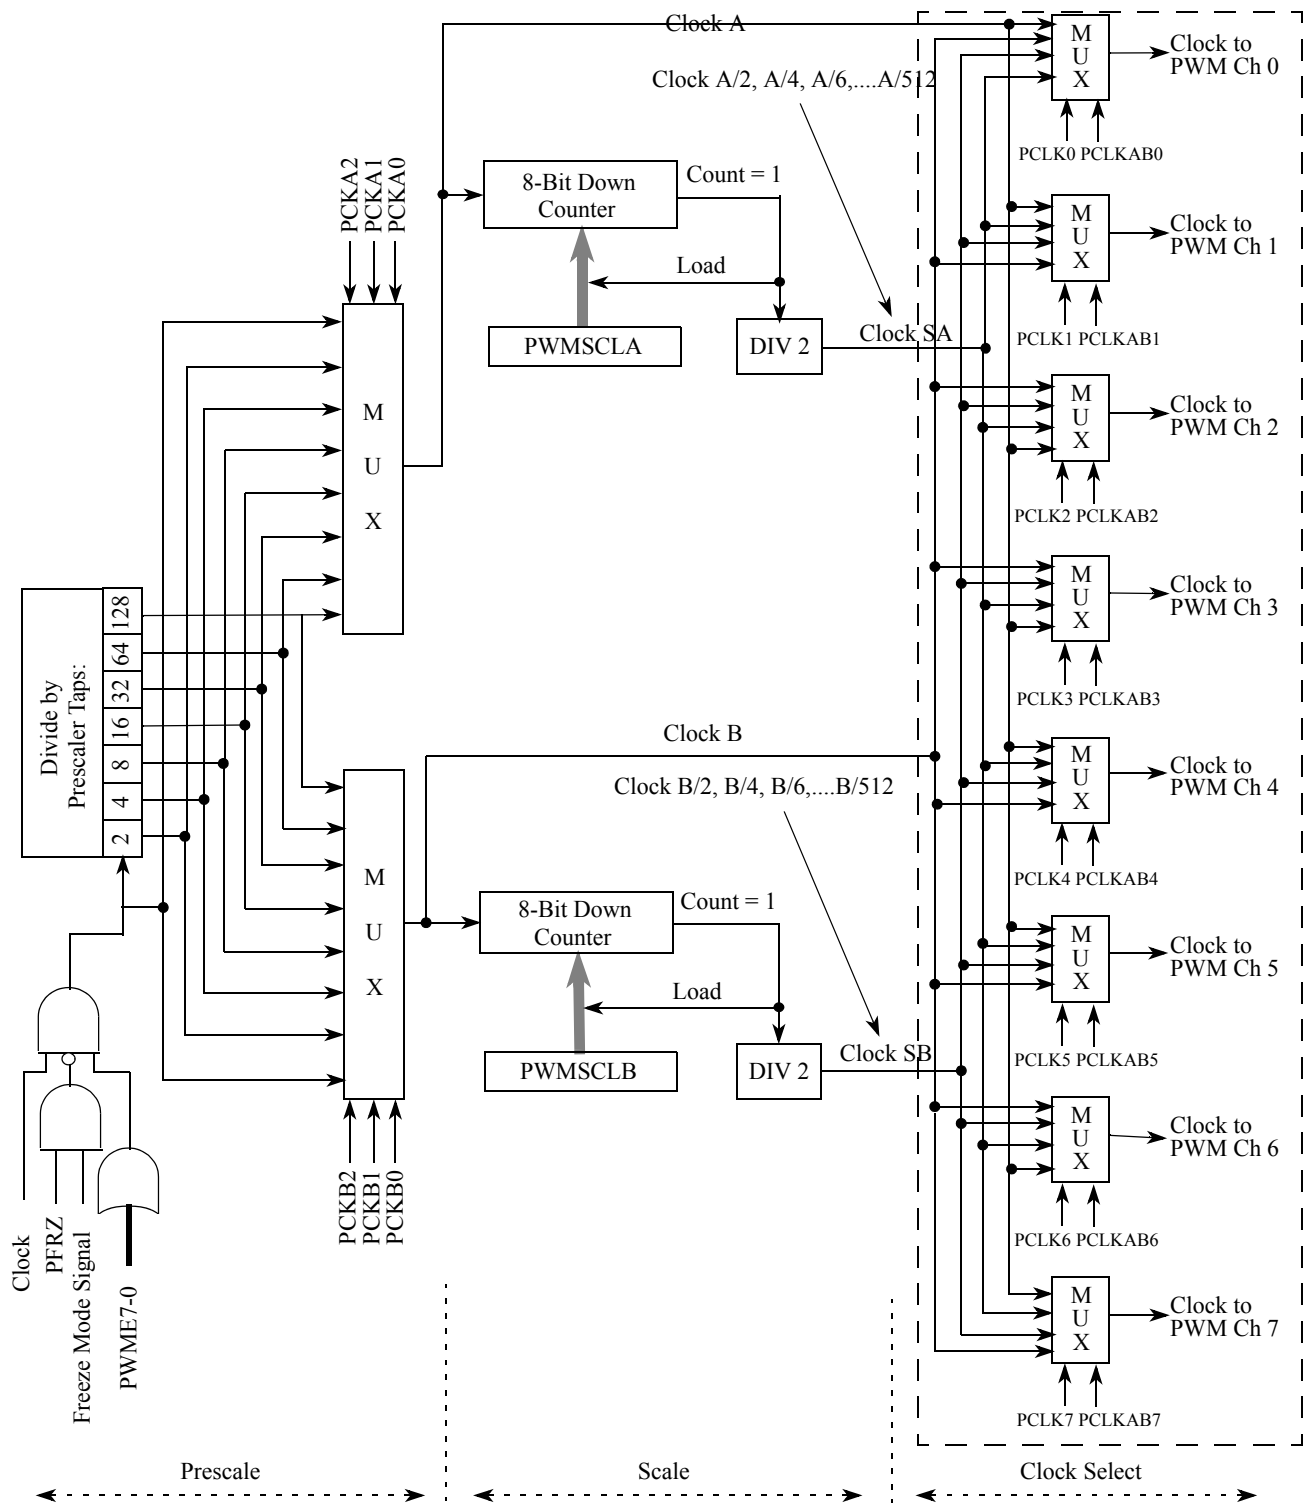 Clock A
Clock A/2, A/4, A/6,....A/512
PCKA2
PCKA1
PCKA0
8-Bit Down
Counter
Count = 1
Load
PWMSCLA
DIV 2
Clock SA
M
U
X
Divide by
Prescaler Taps:
128
64
32
16
8
4
2
Clock B
Clock B/2, B/4, B/6,....B/512
M
U
X
8-Bit Down
Counter
Count = 1
Load
PWMSCLB
DIV 2
Clock SB
PCKB2
PCKB1
PCKB0
Clock
PFRZ
Freeze Mode Signal
PWME7-0
M
U
X
Clock to
PWM Ch 0
PCLK0 PCLKAB0
M
U
X
Clock to
PWM Ch 1
PCLK1 PCLKAB1
M
U
X
Clock to
PWM Ch 2
PCLK2 PCLKAB2
M
U
X
Clock to
PWM Ch 3
PCLK3 PCLKAB3
M
U
X
Clock to
PWM Ch 4
PCLK4 PCLKAB4
M
U
X
Clock to
PWM Ch 5
PCLK5 PCLKAB5
M
U
X
Clock to
PWM Ch 6
PCLK6 PCLKAB6
M
U
X
Clock to
PWM Ch 7
PCLK7 PCLKAB7
Prescale
Scale
Clock Select